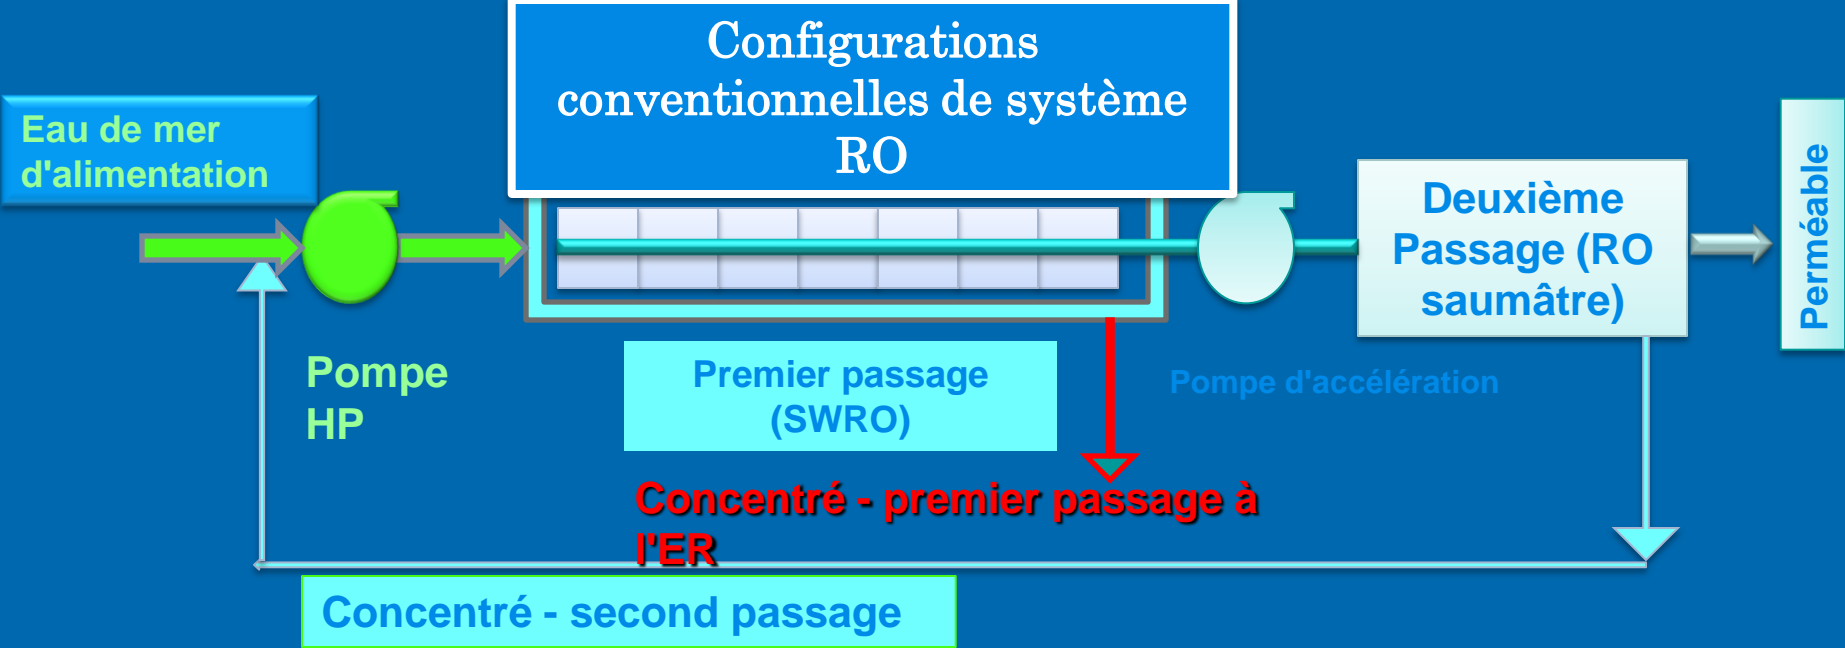 Configurations
conventionnelles de système
RO
Eau de mer
d'alimentation
Deuxième
Passage (RO
saumâtre)
Perméable
Pompe
HP
Premier passage
(SWRO)
Pompe d'accélération
Concentré - premier passage à
l'ER
Concentré - second passage